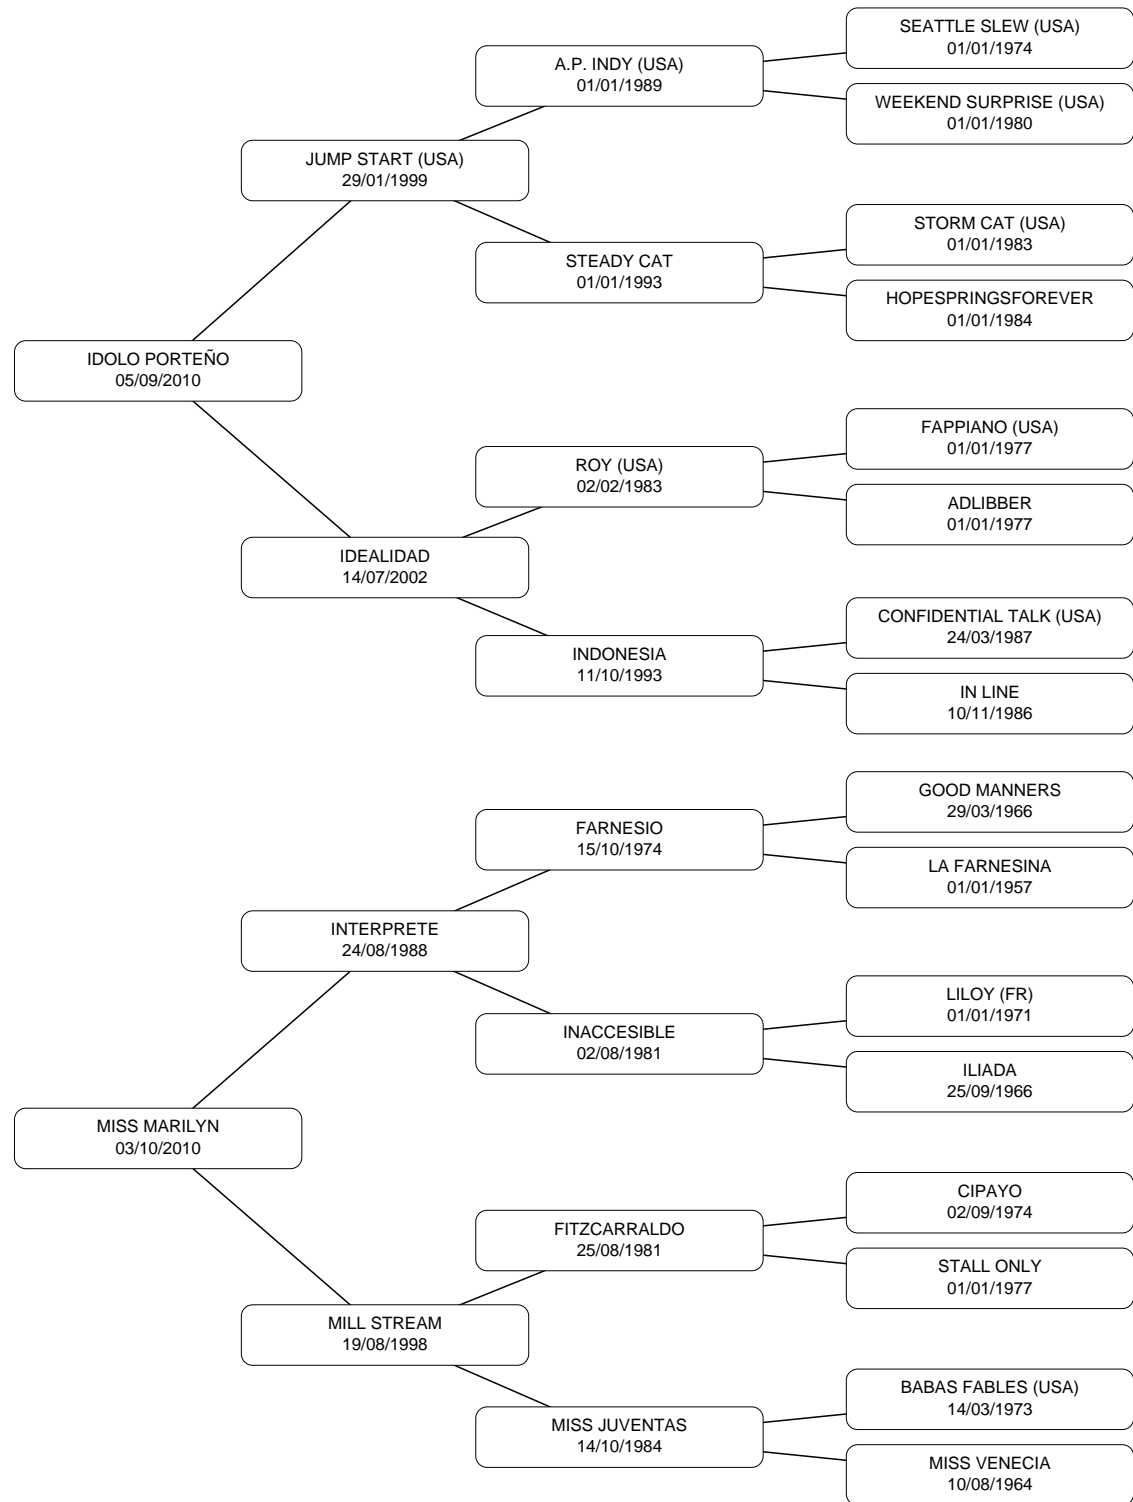 SEATTLE SLEW (USA)
01/01/1974
A.P. INDY (USA)
01/01/1989
WEEKEND SURPRISE (USA)
01/01/1980
JUMP START (USA)
29/01/1999
STORM CAT (USA)
01/01/1983
STEADY CAT
01/01/1993
HOPESPRINGSFOREVER
01/01/1984
IDOLO PORTEÑO
05/09/2010
FAPPIANO (USA)
01/01/1977
ROY (USA)
02/02/1983
ADLIBBER
01/01/1977
IDEALIDAD
14/07/2002
CONFIDENTIAL TALK (USA)
24/03/1987
INDONESIA
11/10/1993
IN LINE
10/11/1986
GOOD MANNERS
29/03/1966
FARNESIO
15/10/1974
LA FARNESINA
01/01/1957
INTERPRETE
24/08/1988
LILOY (FR)
01/01/1971
INACCESIBLE
02/08/1981
ILIADA
25/09/1966
MISS MARILYN
03/10/2010
CIPAYO
02/09/1974
FITZCARRALDO
25/08/1981
STALL ONLY
01/01/1977
MILL STREAM
19/08/1998
BABAS FABLES (USA)
14/03/1973
MISS JUVENTAS
14/10/1984
MISS VENECIA
10/08/1964